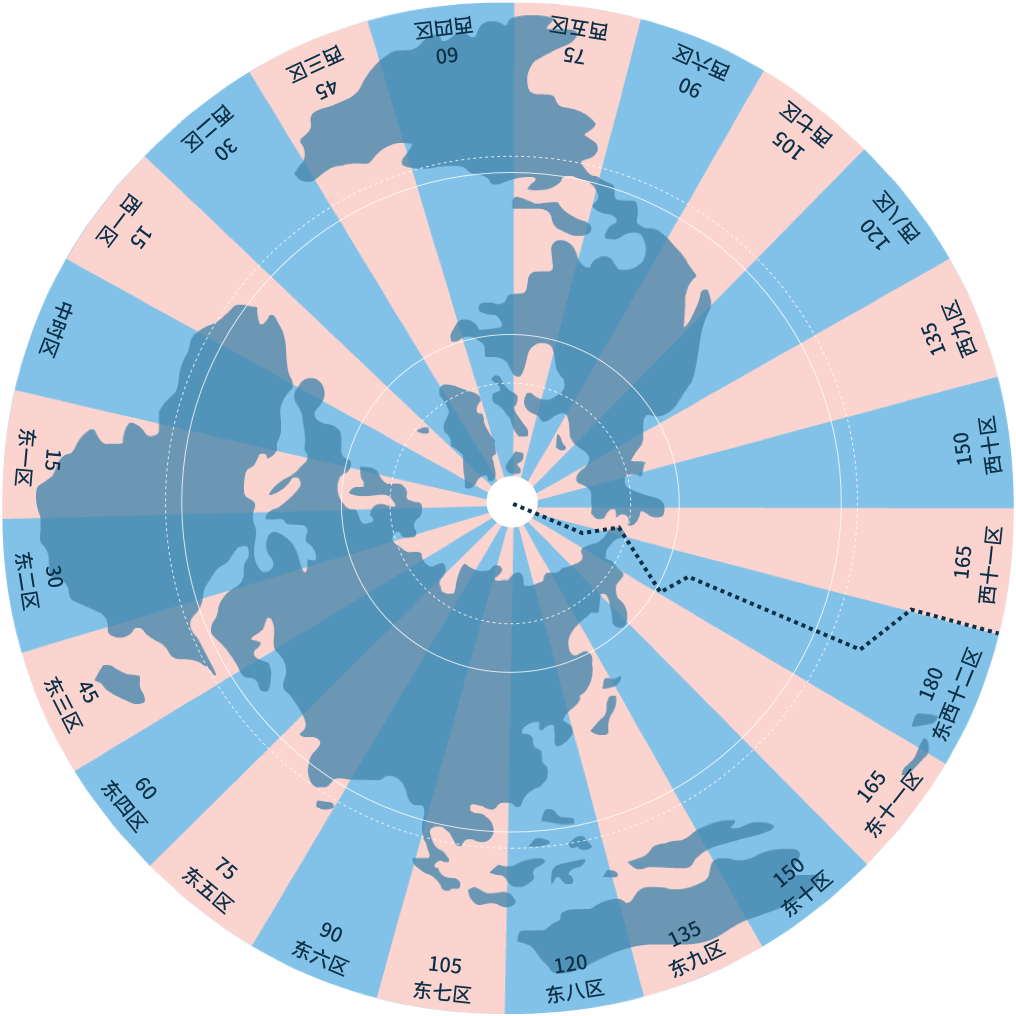 中时区
15
西一区
30
西二区
45
西三区
60
西四区
75
西五区
90
西六区
105
西七区
120
西八区
135
西九区
150
西十区
165
西十一区
180
东西十二区
165
东十一区
150
东十区
135
东九区
120
东八区
105
东七区
90
东六区
75
东五区
60
东四区
45
东三区
30
东二区
15
东一区